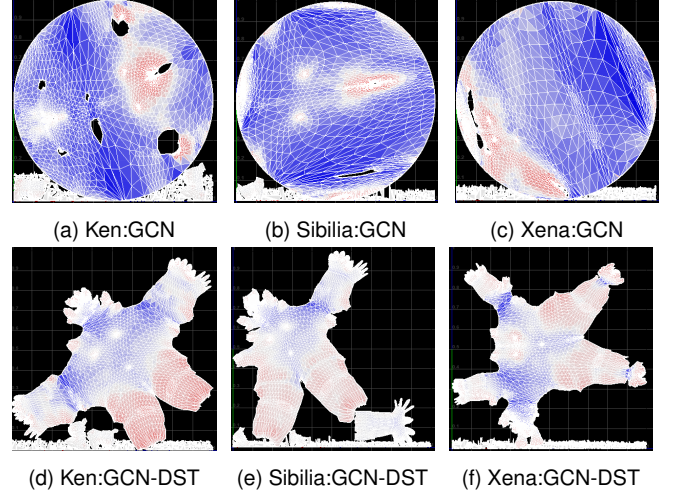 (a) Ken:GCN
(b) Sibilia:GCN
(c) Xena:GCN
(d) Ken:GCN-DST
(e) Sibilia:GCN-DST
(f) Xena:GCN-DST